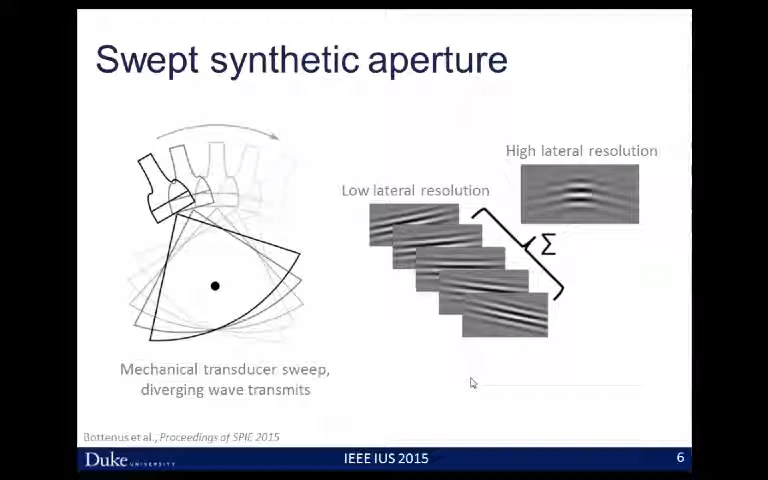 Swept synthetic aperture
High lateral resolution
Low lateral resolution
Σ
Mechanical transducer sweep,
diverging wave transmits
Bottenus et al., Proceedings of SPIE 2015
Duke UNIVERSITY
IEEE IUS 2015
6